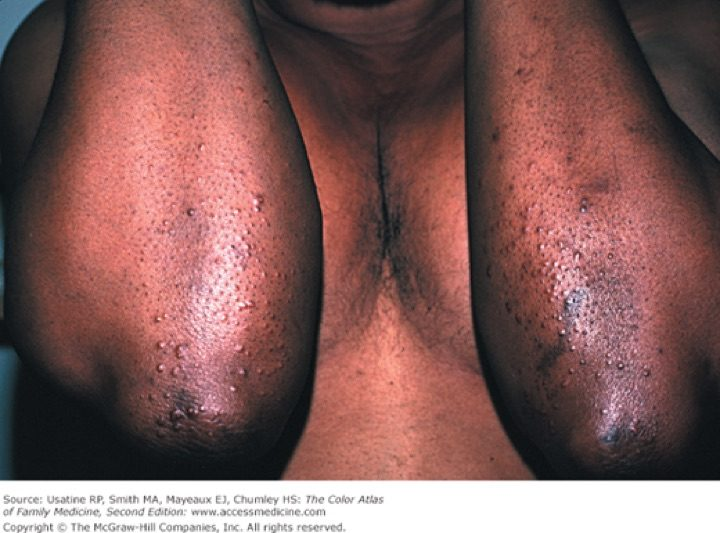 Source: Usatine RP, Smith MA, Mayeaux EJ, Chumley HS: The Color Atlas
of Family Medicine, Second Edition: www.accessmedicine.com
Copyright © The McGraw-Hill Companies, Inc. All rights reserved.